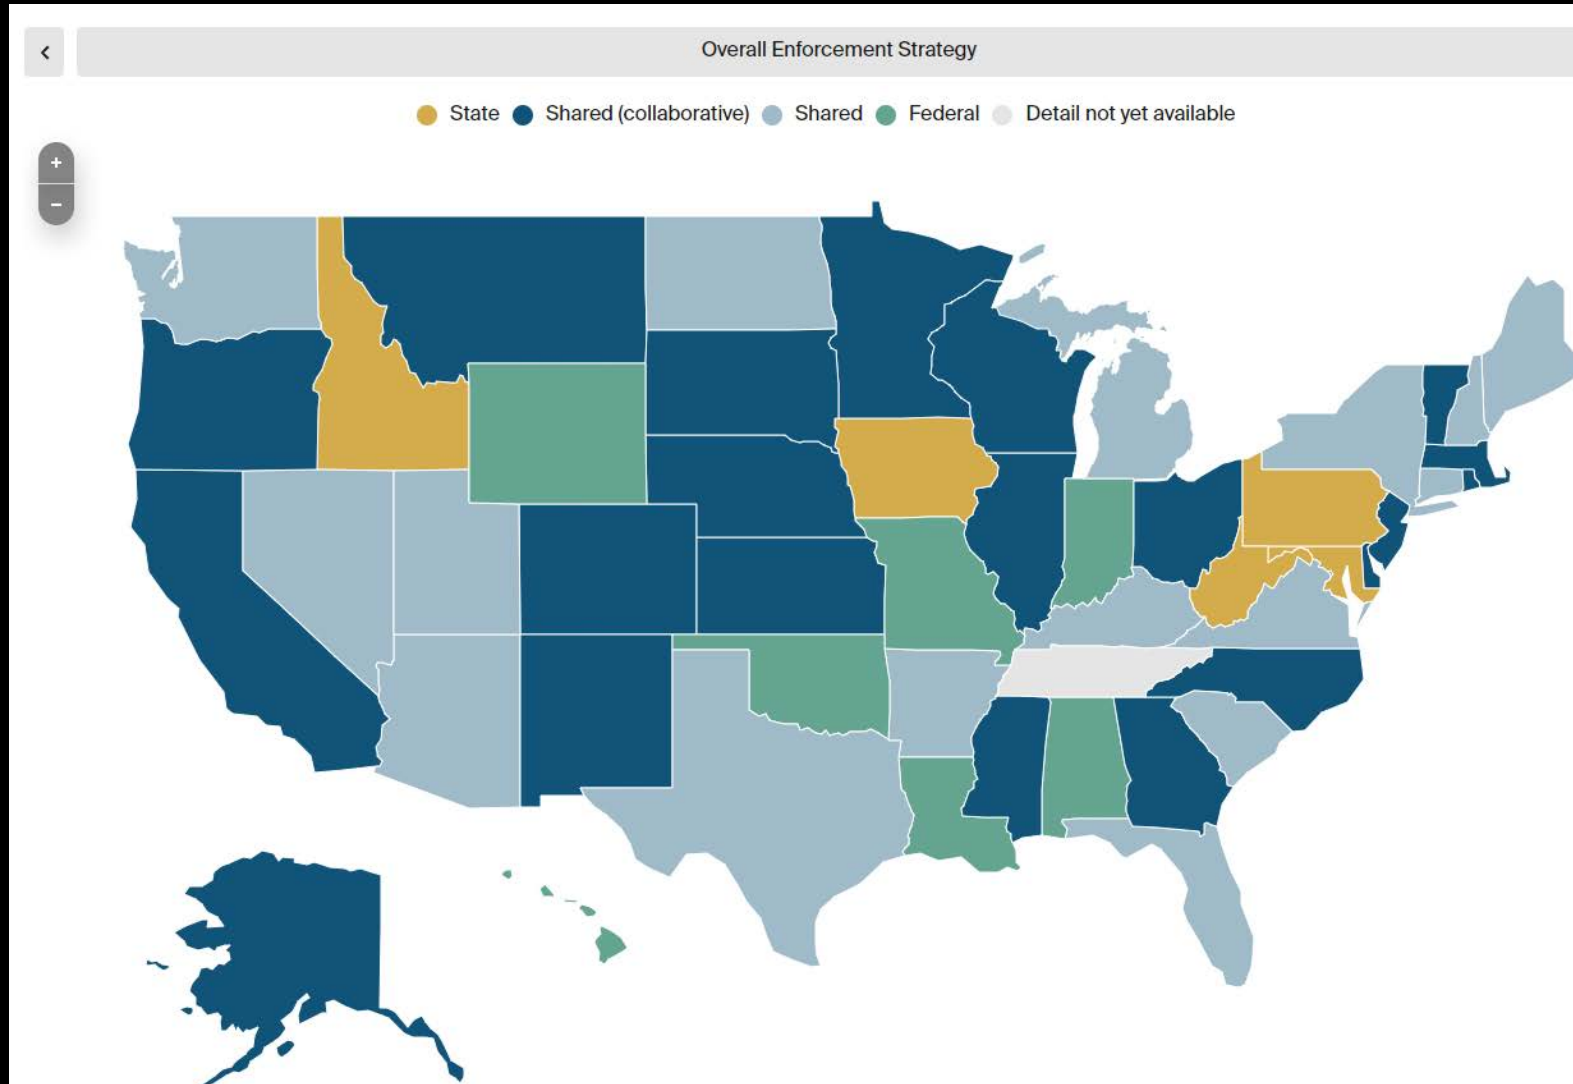 Overall Enforcement Strategy
State Shared (collaborative) Shared Federal Detail not yet available
+
−